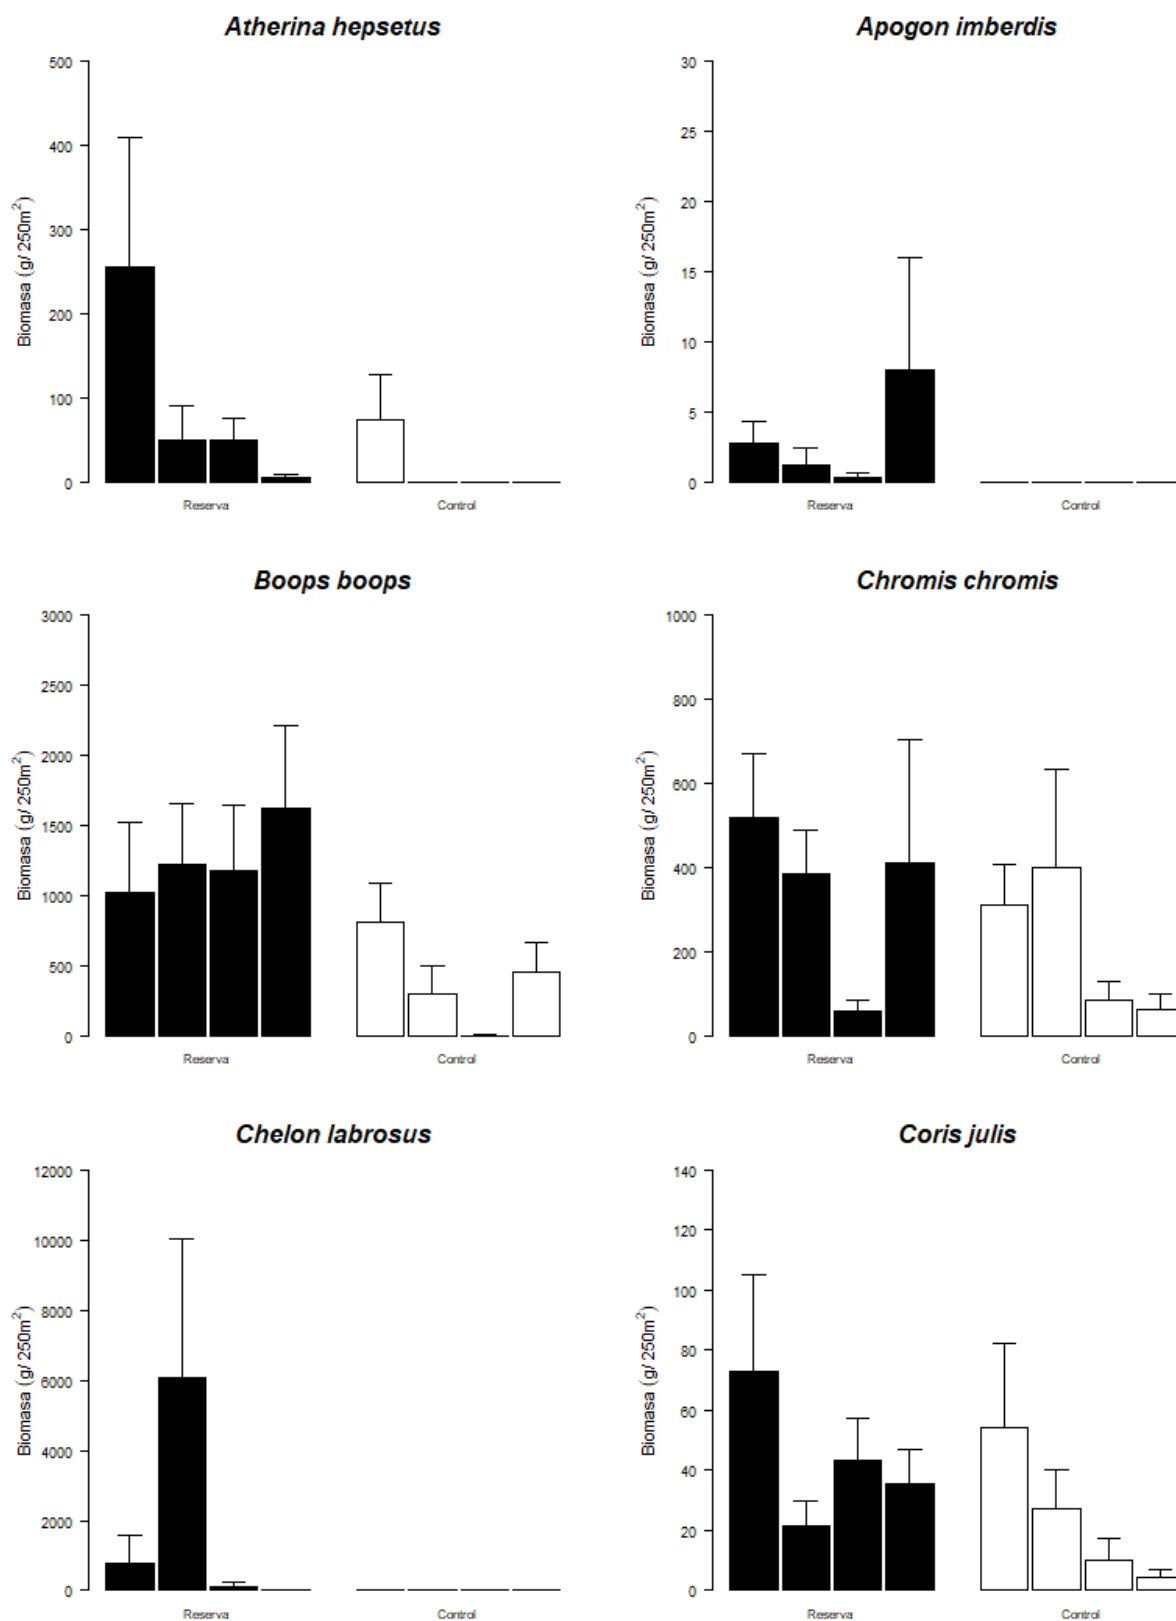 Atherina hepsetus
500
400
300
200
100
0
Biomasa (g/ 250m²)
Reserva
Control
Apogon imberdis
30
25
20
15
10
5
0
Biomasa (g/ 250m²)
Reserva
Control
Boops boops
3000
2500
2000
1500
1000
500
0
Biomasa (g/ 250m²)
Reserva
Control
Chromis chromis
1000
800
600
400
200
0
Biomasa (g/ 250m²)
Reserva
Control
Chelon labrosus
12000
10000
8000
6000
4000
2000
0
Biomasa (g/ 250m²)
Reserva
Control
Coris julis
140
120
100
80
60
40
20
0
Biomasa (g/ 250m²)
Reserva
Control